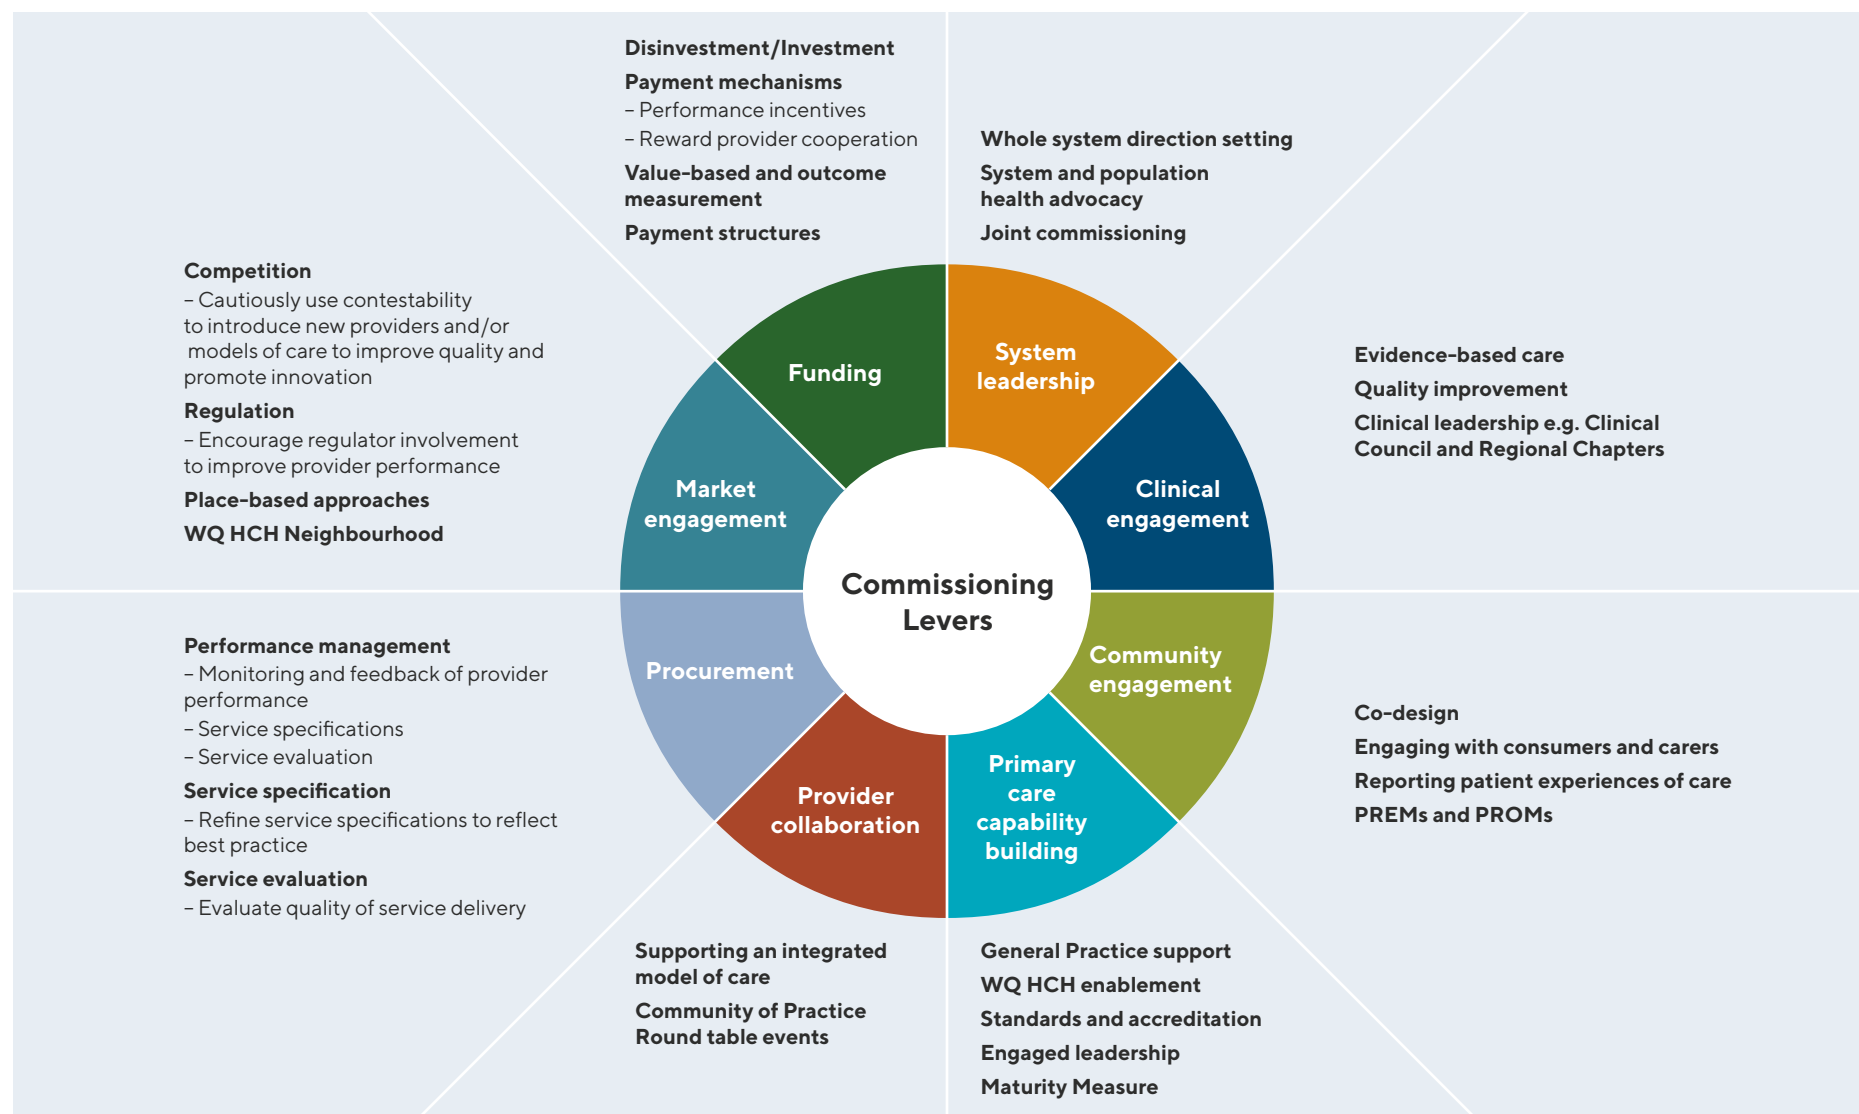 Disinvestment/Investment
Payment mechanisms
– Performance incentives
– Reward provider cooperation
Value-based and outcome
measurement
Payment structures
Whole system direction setting
System and population
health advocacy
Joint commissioning
Competition
– Cautiously use contestability
to introduce new providers and/or
models of care to improve quality and
promote innovation
Regulation
– Encourage regulator involvement
to improve provider performance
Place-based approaches
WQ HCH Neighbourhood
Evidence-based care
Quality improvement
Clinical leadership e.g. Clinical
Council and Regional Chapters
Funding
System
leadership
Market
engagement
Clinical
engagement
Commissioning
Levers
Procurement
Community
engagement
Provider
collaboration
Primary
care
capability
building
Performance management
– Monitoring and feedback of provider
performance
– Service specifications
– Service evaluation
Service specification
– Refine service specifications to reflect
best practice
Service evaluation
– Evaluate quality of service delivery
Co-design
Engaging with consumers and carers
Reporting patient experiences of care
PREMs and PROMs
Supporting an integrated
model of care
Community of Practice
Round table events
General Practice support
WQ HCH enablement
Standards and accreditation
Engaged leadership
Maturity Measure